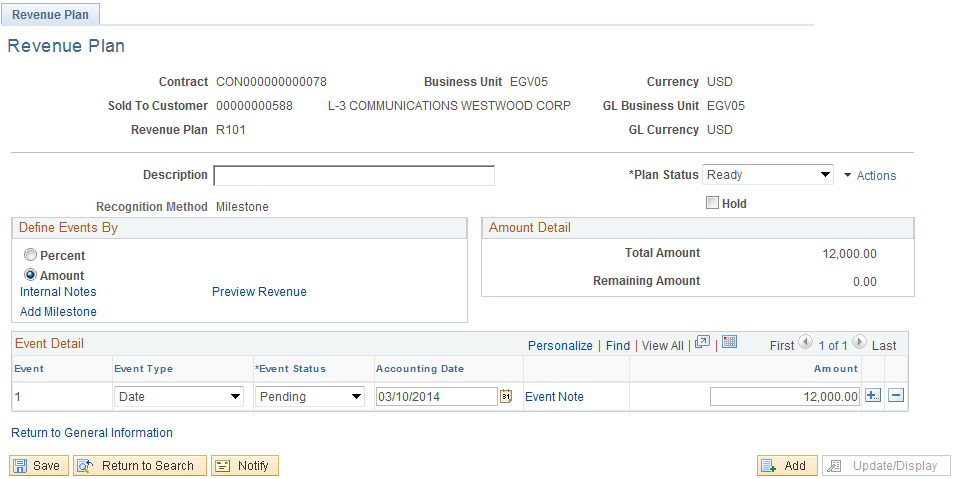 Revenue Plan
Revenue Plan
Contract CON000000000078 Business Unit EGV05 Currency USD
Sold To Customer 00000000588 L-3 COMMUNICATIONS WESTWOOD CORP GL Business Unit EGV05
Revenue Plan R101 GL Currency USD
Description *Plan Status Ready Actions
Recognition Method Milestone Hold
Define Events By
Percent
Amount
Internal Notes Preview Revenue
Add Milestone
Amount Detail
Total Amount 12,000.00
Remaining Amount 0.00
Event Detail Personalize | Find | View All | | First 1 of 1 Last
Event Event Type *Event Status Accounting Date Amount
1 Date Pending 03/10/2014 31 Event Note 12,000.00
Return to General Information
Save Return to Search Notify Add Update/Display